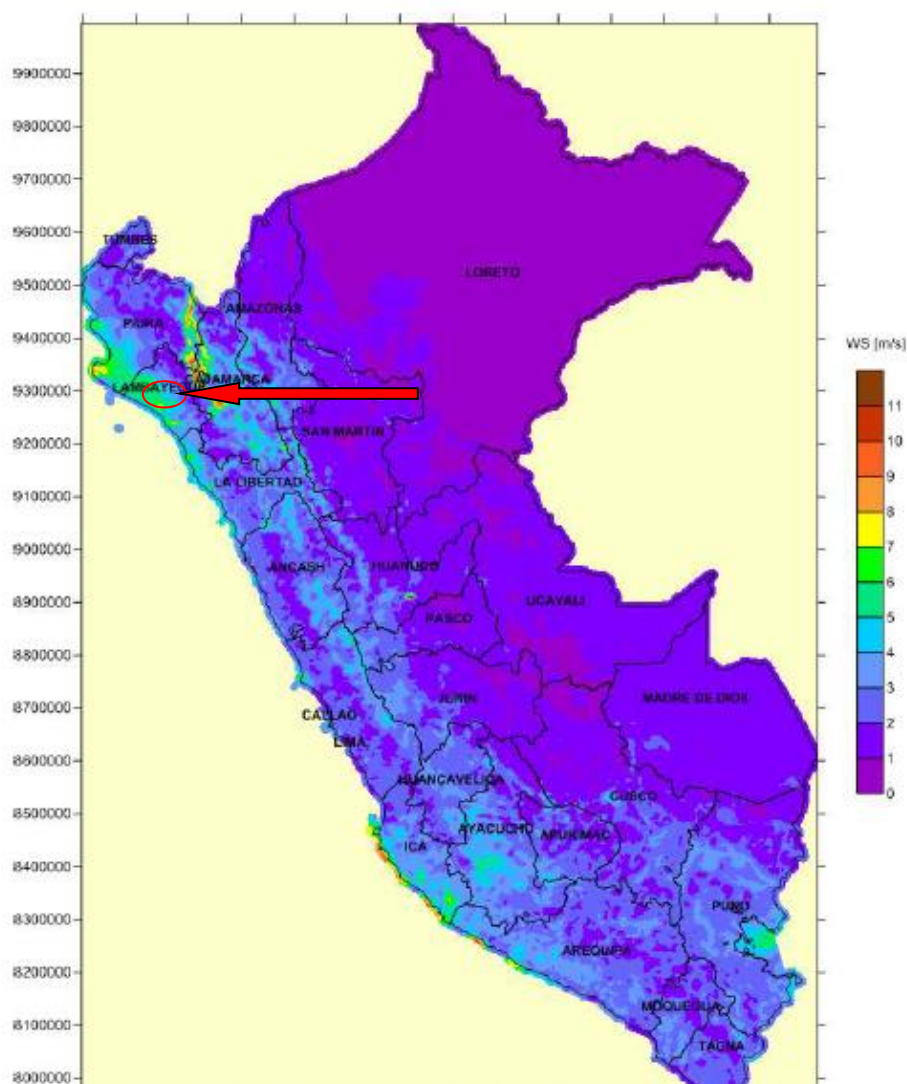 9900000
9800000
9700000
9600000
TUMBES
9500000
LORETO
AMAZONAS
9400000
PIURA
WS [m/s]
9300000
11
10
9200000
SAN MARTIN
9
8
9100000
LA LIBERTAD
7
9000000
6
ANCASH
HUANUCO
5
8900000
UCAYALI
PASCO
4
8800000
3
JUNIN
MADRE DE DIOS
8700000
CALLAO
2
LIMA
1
8600000
HUANCAVELICA
0
CUSCO
8500000
AYACUCHO
APURIMAC
ICA
8400000
PUNO
8300000
AREQUIPA
8200000
MOQUEGUA
8100000
TACNA
8000000